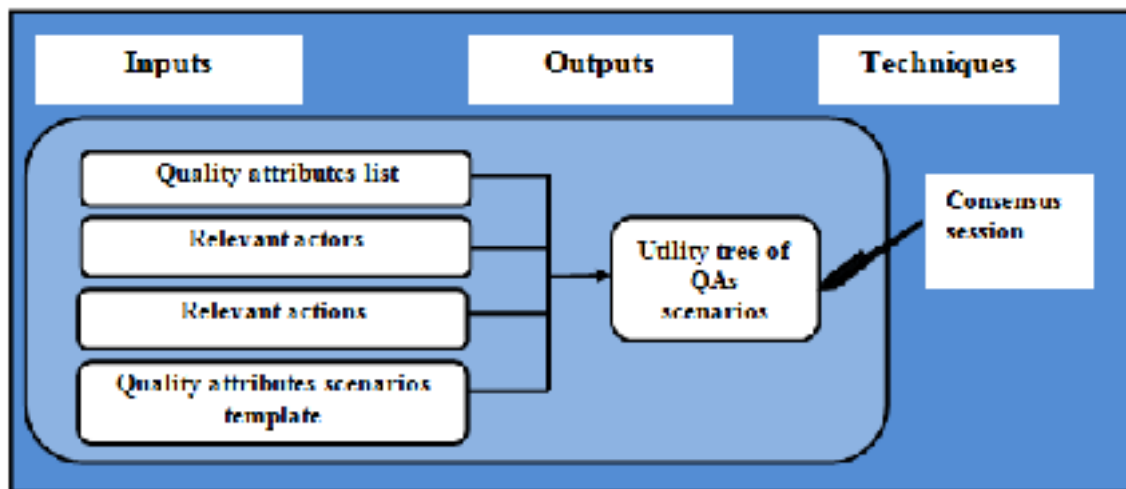 Inputs
Outputs
Techniques
Quality attributes list
Relevant actors
Relevant actions
Quality attributes scenarios
template
Utility tree of
QAs
scenarios
Consensus
session